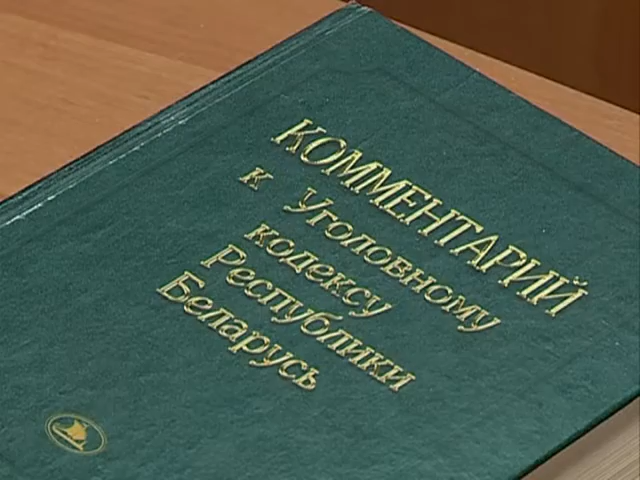 КОММЕНТАРИЙ
к Уголовному
кодексу
Республики
Беларусь